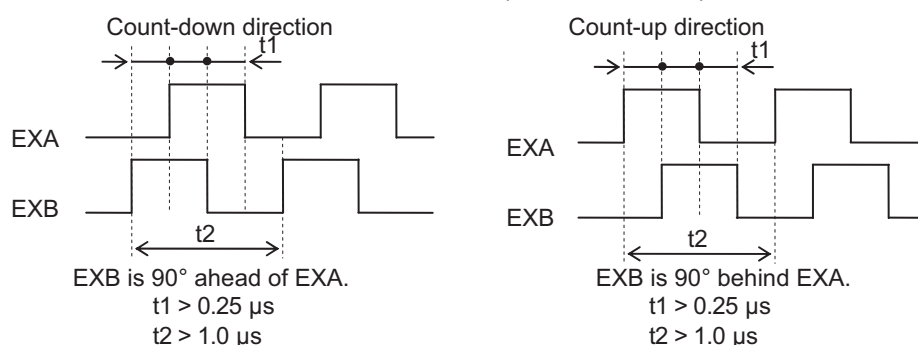 Count-down direction
t1
EXA
EXB
t2
EXB is 90° ahead of EXA.
t1 > 0.25 µs
t2 > 1.0 µs
Count-up direction
t1
EXA
EXB
t2
EXB is 90° behind EXA.
t1 > 0.25 µs
t2 > 1.0 µs